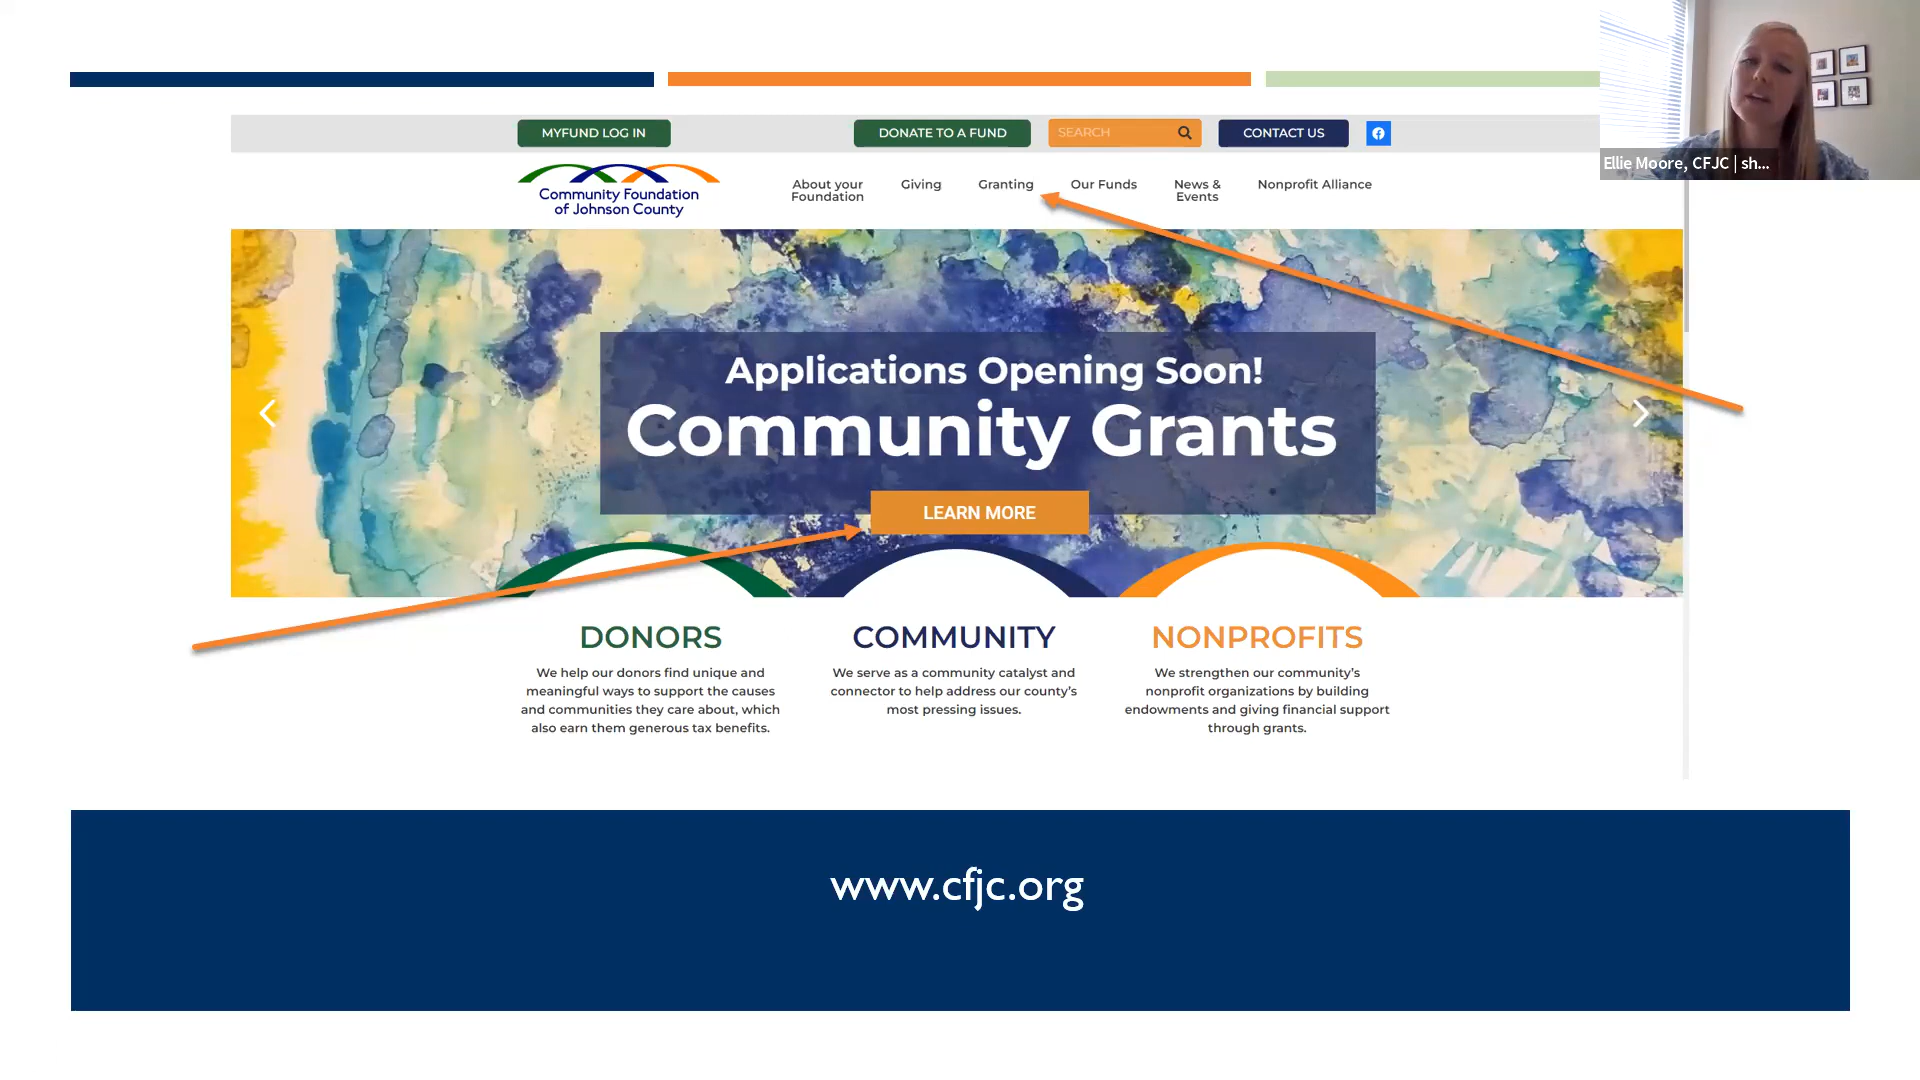 MYFUND LOG IN
DONATE TO A FUND
SEARCH
CONTACT US
Ellie Moore, CFJC | sh...
Community Foundation
of Johnson County
About your
Foundation
Giving
Granting
Our Funds
News &
Events
Nonprofit Alliance
Applications Opening Soon!
Community Grants
LEARN MORE
DONORS
We help our donors find unique and
meaningful ways to support the causes
and communities they care about, which
also earn them generous tax benefits.
COMMUNITY
We serve as a community catalyst and
connector to help address our county's
most pressing issues.
NONPROFITS
We strengthen our community's
nonprofit organizations by building
endowments and giving financial support
through grants.
www.cfjc.org